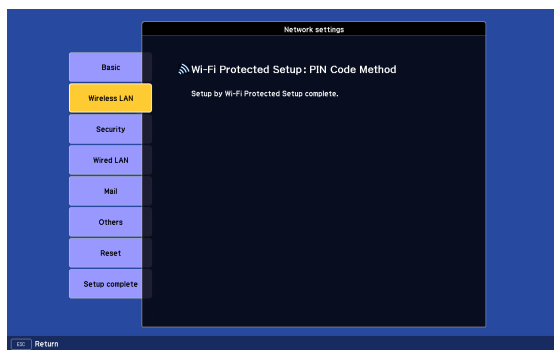 Network settings
Basic
Wireless LAN
Security
Wired LAN
Mail
Others
Reset
Setup complete
Wi-Fi Protected Setup: PIN Code Method
Setup by Wi-Fi Protected Setup complete.
ESC Return